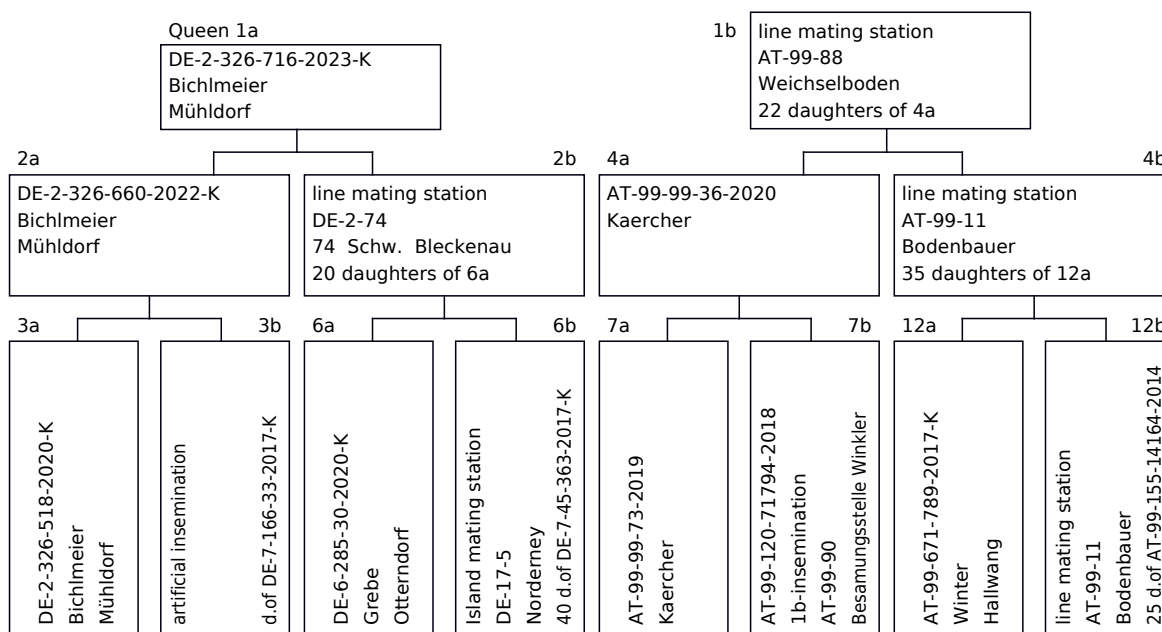 Queen 1a
DE-2-326-716-2023-K
Bichlmeier
Mühldorf
1b
line mating station
AT-99-88
Weichselboden
22 daughters of 4a
2a
DE-2-326-660-2022-K
Bichlmeier
Mühldorf
2b
line mating station
DE-2-74
74 Schw. Bleckenau
20 daughters of 6a
4a
AT-99-99-36-2020
Kaercher
4b
line mating station
AT-99-11
Bodenbauer
35 daughters of 12a
3a
DE-2-326-518-2020-K
Bichlmeier
Mühldorf
3b
artificial insemination
d.of DE-7-166-33-2017-K
6a
DE-6-285-30-2020-K
Grebe
Otterndorf
6b
Island mating station
DE-17-5
Norderney
40 d.of DE-7-45-363-2017-K
7a
AT-99-99-73-2019
Kaercher
7b
AT-99-120-71794-2018
1b-insemination
AT-99-90
Besamungsstelle Winkler
12a
AT-99-671-789-2017-K
Winter
Hallwang
12b
line mating station
AT-99-11
Bodenbauer
25 d.of AT-99-155-14164-2014